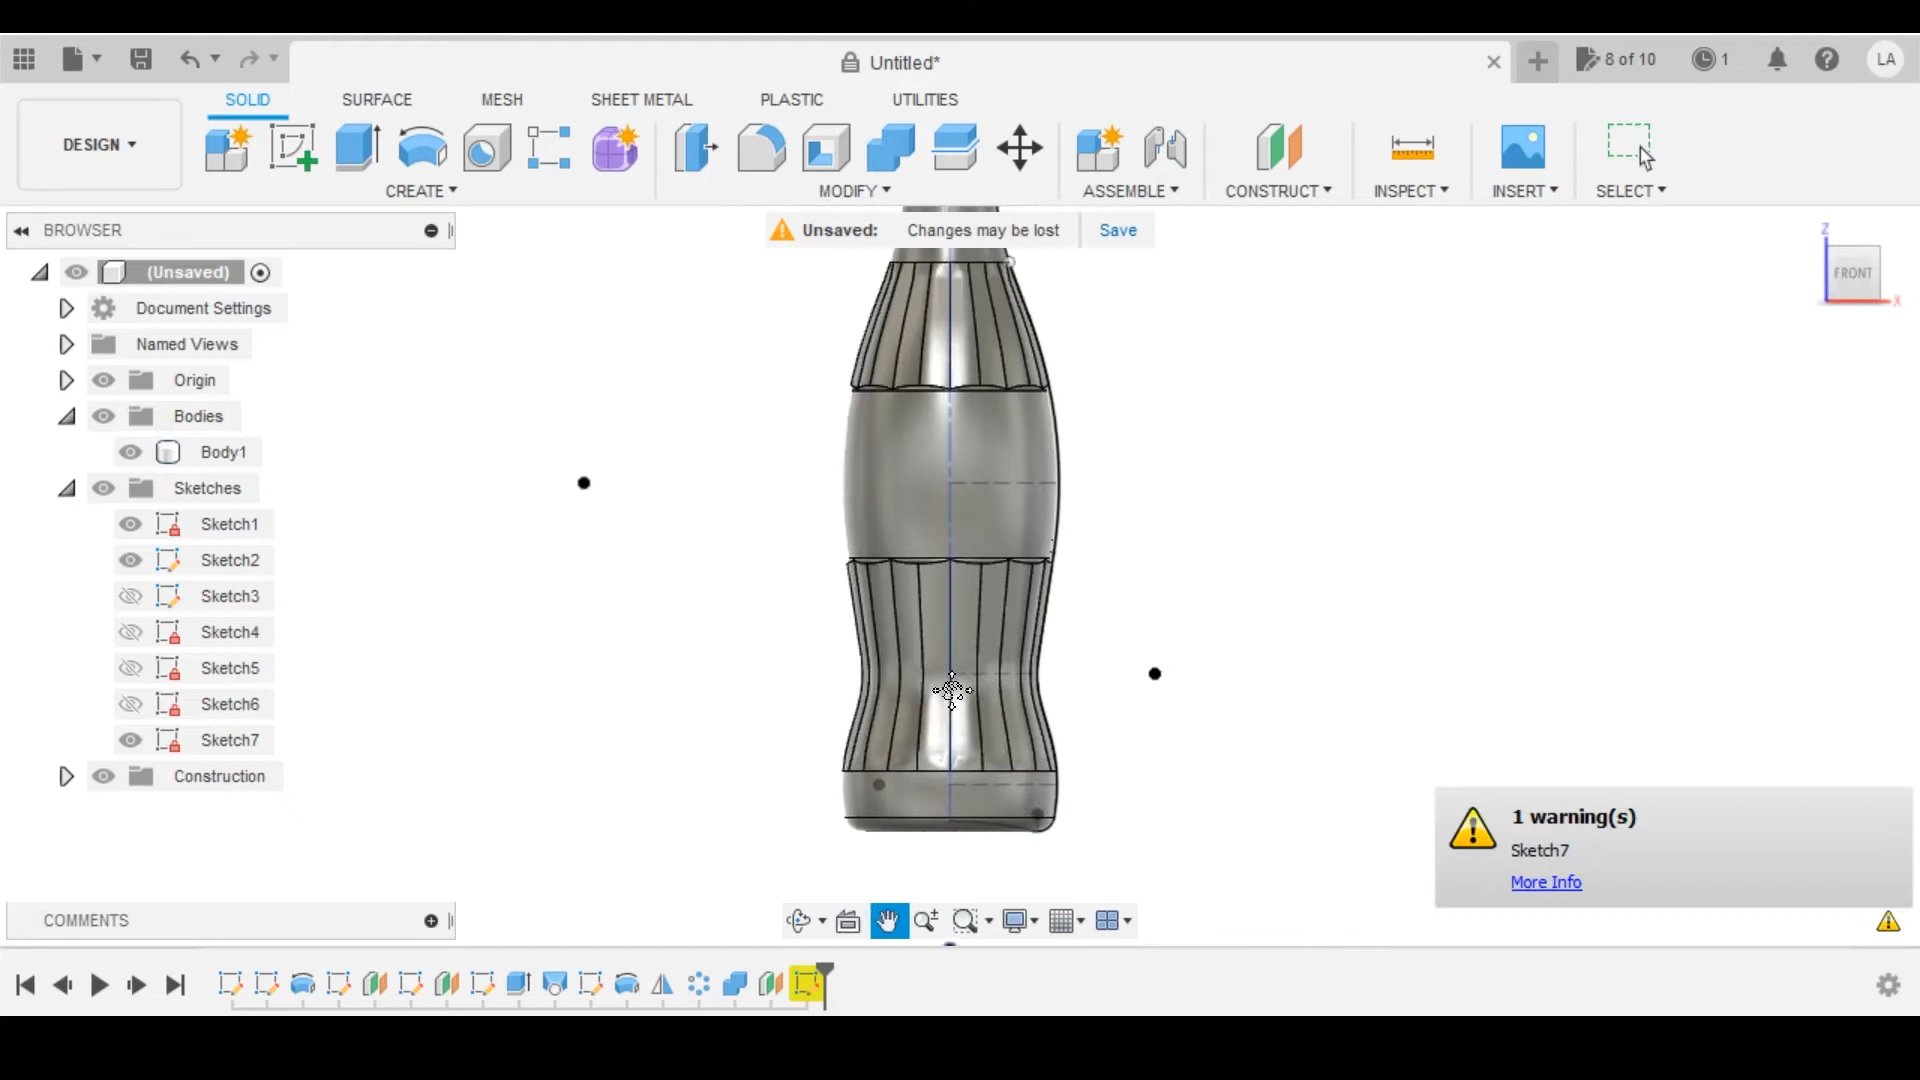 Untitled*
8 of 10
1
LA
DESIGN
SOLID
SURFACE
MESH
SHEET METAL
PLASTIC
UTILITIES
CREATE
MODIFY
ASSEMBLE
CONSTRUCT
INSPECT
INSERT
SELECT
BROWSER
Unsaved: Changes may be lost Save
Z
FRONT
X
(Unsaved)
Document Settings
Named Views
Origin
Bodies
Body1
Sketches
Sketch1
Sketch2
Sketch3
Sketch4
Sketch5
Sketch6
Sketch7
Construction
1 warning(s)
Sketch7
More Info
COMMENTS